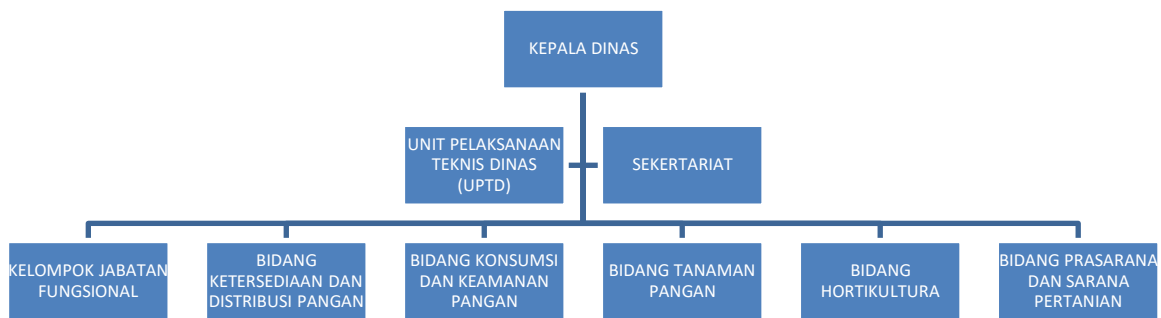 KEPALA DINAS
UNIT PELAKSANAAN
TEKNIS DINAS
(UPTD)
SEKERTARIAT
KELOMPOK JABATAN
FUNGSIONAL
BIDANG
KETERSEDIAAN DAN
DISTRIBUSI PANGAN
BIDANG KONSUMSI
DAN KEAMANAN
PANGAN
BIDANG TANAMAN
PANGAN
BIDANG
HORTIKULTURA
BIDANG PRASARANA
DAN SARANA
PERTANIAN